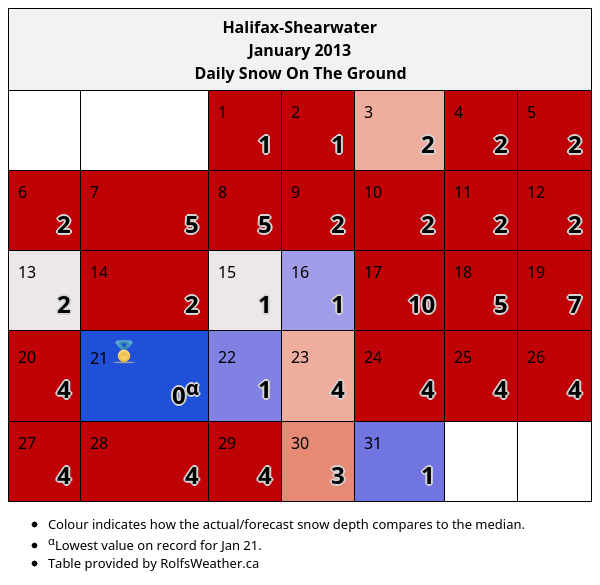 Halifax-Shearwater
January 2013
Daily Snow On The Ground
1 2 3 4 5
1 1 2 2 2
6 7 8 9 10 11 12
2 5 5 2 2 2 2
13 14 15 16 17 18 19
2 2 1 1 10 5 7
20 21 22 23 24 25 26
4 0ᵅ 1 4 4 4 4
27 28 29 30 31
4 4 4 3 1
Colour indicates how the actual/forecast snow depth compares to the median.
ᵅLowest value on record for Jan 21.
Table provided by RolfsWeather.ca